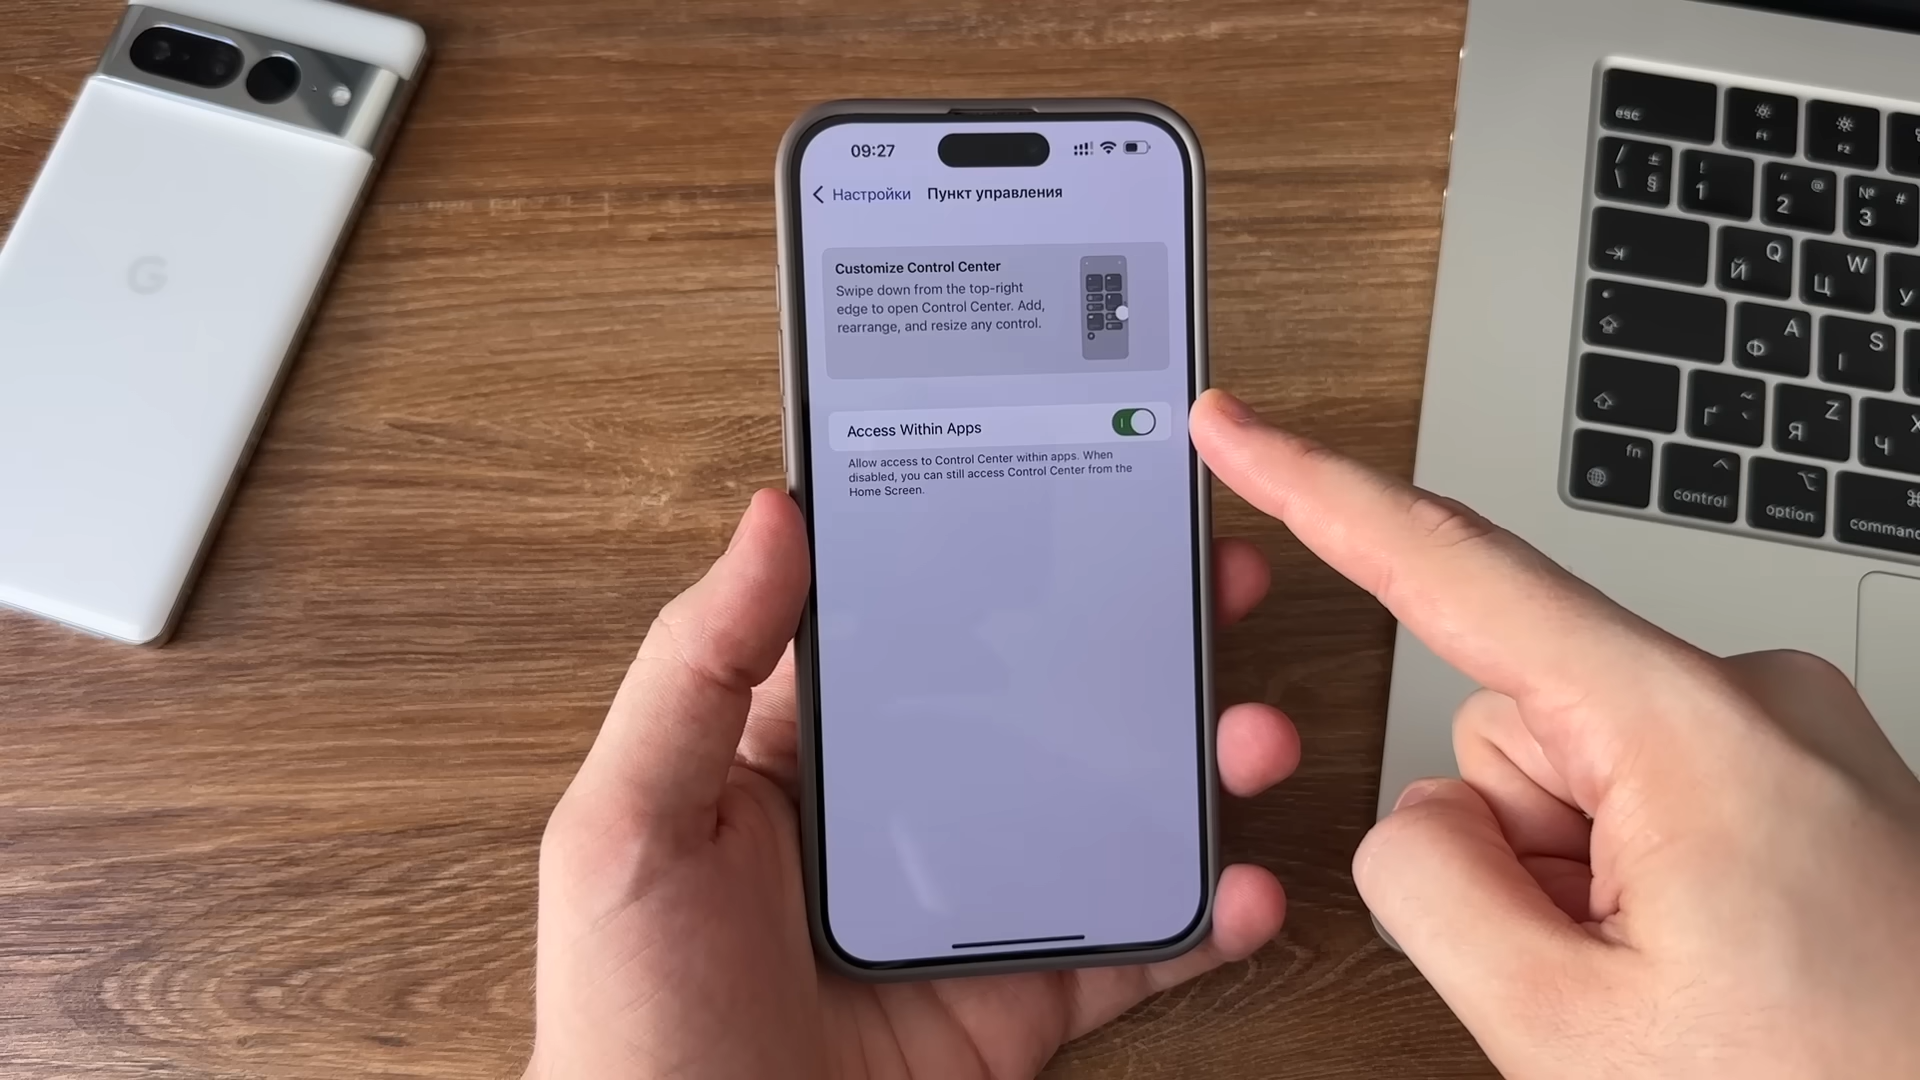 09:27
Настройки Пункт управления
Customize Control Center
Swipe down from the top-right
edge to open Control Center. Add,
rearrange, and resize any control.
Access Within Apps
Allow access to Control Center within apps. When
disabled, you can still access Control Center from the
Home Screen.
G
esc
F1
F2
/ ±
\ §
! 1
" @ 2
№ # 3
Q Й
W Ц
У
A Ф
S
~ ` Ґ
Z Я
X Ч
fn
control
option
⌘
comman